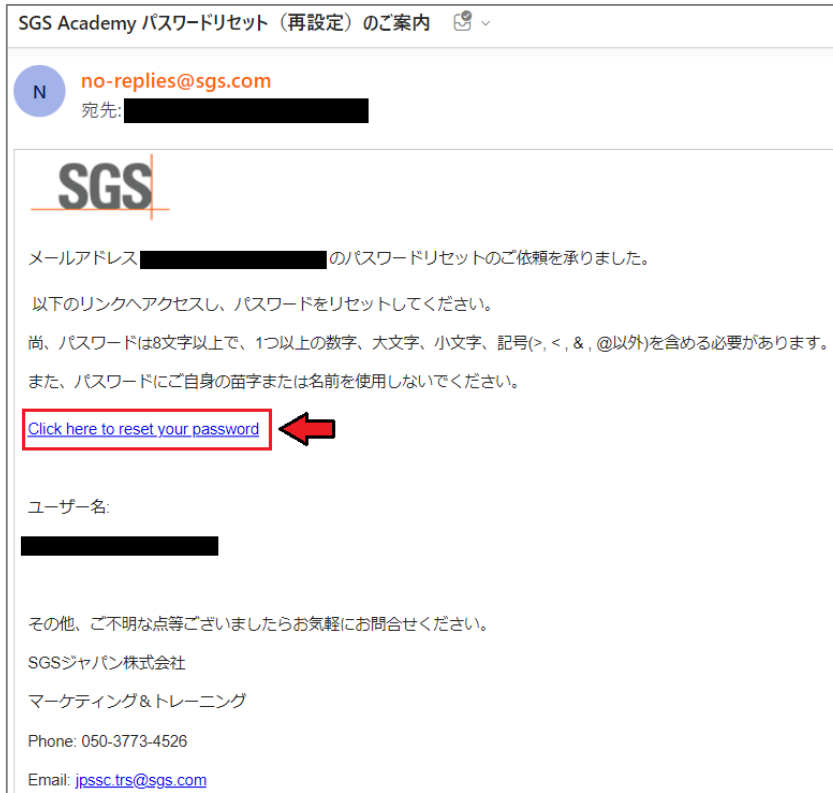 SGS Academy パスワードリセット（再設定）のご案内
N
no-replies@sgs.com
宛先:
SGS
メールアドレス のパスワードリセットのご依頼を承りました。
以下のリンクへアクセスし、パスワードをリセットしてください。
尚、パスワードは8文字以上で、1つ以上の数字、大文字、小文字、記号(>, < , & , @以外)を含める必要があります。
また、パスワードにご自身の苗字または名前を使用しないでください。
Click here to reset your password
ユーザー名:
その他、ご不明な点等ございましたらお気軽にお問合せください。
SGSジャパン株式会社
マーケティング＆トレーニング
Phone: 050-3773-4526
Email: jpssc.trs@sgs.com